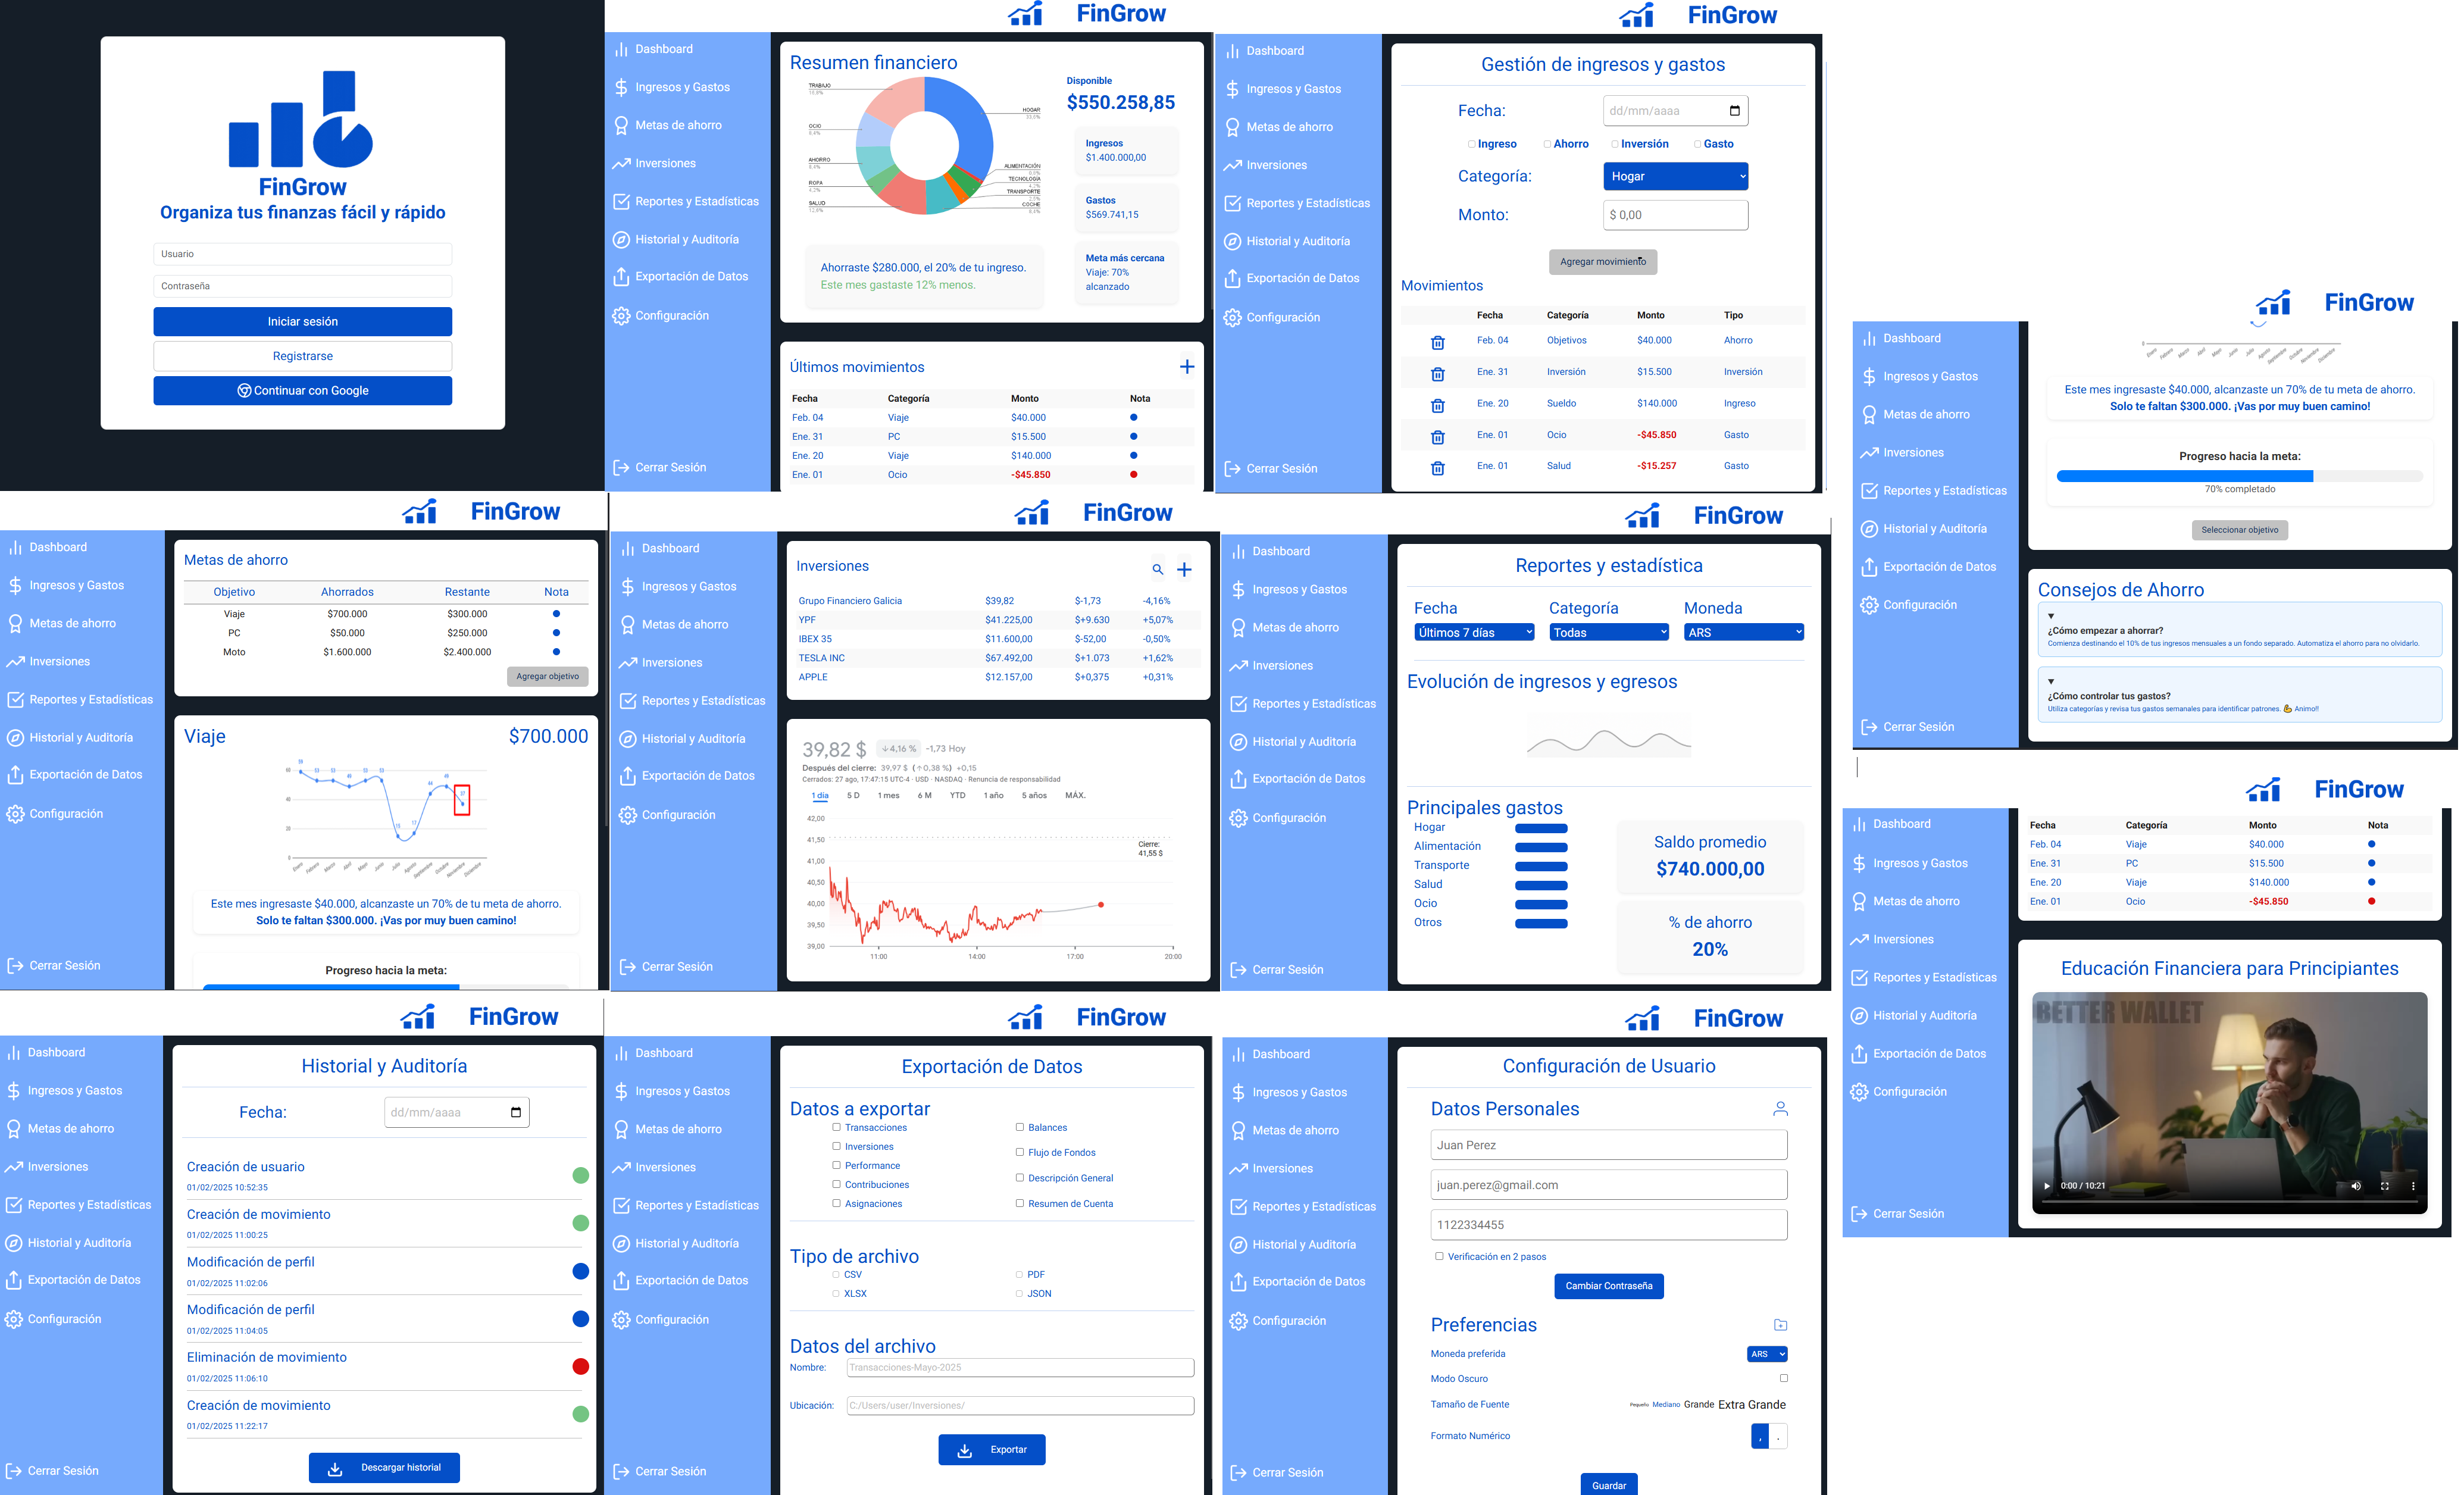 FinGrow
Organiza tus finanzas fácil y rápido
Usuario
Contraseña
Iniciar sesión
Registrarse
Continuar con Google
FinGrow
Dashboard
Ingresos y Gastos
Metas de ahorro
Inversiones
Reportes y Estadísticas
Historial y Auditoría
Exportación de Datos
Configuración
Cerrar Sesión
Resumen financiero
TRABAJO
OCIO
AHORRO
ROPA
SALUD
HOGAR
ALIMENTACIÓN
TECNOLOGÍA
TRANSPORTE
COCHE
Disponible
$550.258,85
Ingresos
$1.400.000,00
Gastos
$569.741,15
Meta más cercana
Viaje: 70%
alcanzado
Ahorraste $280.000, el 20% de tu ingreso.
Este mes gastaste 12% menos.
Últimos movimientos
Fecha Categoría Monto Nota
Feb. 04 Viaje $40.000
Ene. 31 PC $15.500
Ene. 20 Viaje $140.000
Ene. 01 Ocio -$45.850
FinGrow
Dashboard
Ingresos y Gastos
Metas de ahorro
Inversiones
Reportes y Estadísticas
Historial y Auditoría
Exportación de Datos
Configuración
Cerrar Sesión
Gestión de ingresos y gastos
Fecha: dd/mm/aaaa
Ingreso Ahorro Inversión Gasto
Categoría: Hogar
Monto: $ 0,00
Agregar movimiento
Movimientos
Fecha Categoría Monto Tipo
Feb. 04 Objetivos $40.000 Ahorro
Ene. 31 Inversión $15.500 Inversión
Ene. 20 Sueldo $140.000 Ingreso
Ene. 01 Ocio -$45.850 Gasto
Ene. 01 Salud -$15.257 Gasto
FinGrow
Dashboard
Ingresos y Gastos
Metas de ahorro
Inversiones
Reportes y Estadísticas
Historial y Auditoría
Exportación de Datos
Configuración
Cerrar Sesión
Enero Febrero Marzo Abril Mayo Junio Julio Agosto Septiembre Octubre Noviembre Diciembre
Este mes ingresaste $40.000, alcanzaste un 70% de tu meta de ahorro.
Solo te faltan $300.000. ¡Vas por muy buen camino!
Progreso hacia la meta:
70% completado
Seleccionar objetivo
Consejos de Ahorro
¿Cómo empezar a ahorrar?
Comienza destinando el 10% de tus ingresos mensuales a un fondo separado. Automatiza el ahorro para no olvidarlo.
¿Cómo controlar tus gastos?
Utiliza categorías y revisa tus gastos semanales para identificar patrones. 💪 Animo!!
FinGrow
Dashboard
Ingresos y Gastos
Metas de ahorro
Inversiones
Reportes y Estadísticas
Historial y Auditoría
Exportación de Datos
Configuración
Cerrar Sesión
Metas de ahorro
Objetivo Ahorrados Restante Nota
Viaje $700.000 $300.000
PC $50.000 $250.000
Moto $1.600.000 $2.400.000
Agregar objetivo
Viaje $700.000
60
40
20
0
Enero Febrero Marzo Abril Mayo Junio Julio Agosto Septiembre Octubre Noviembre Diciembre
Este mes ingresaste $40.000, alcanzaste un 70% de tu meta de ahorro.
Solo te faltan $300.000. ¡Vas por muy buen camino!
Progreso hacia la meta:
FinGrow
Dashboard
Ingresos y Gastos
Metas de ahorro
Inversiones
Reportes y Estadísticas
Historial y Auditoría
Exportación de Datos
Configuración
Cerrar Sesión
Inversiones
Grupo Financiero Galicia $39,82 $-1,73 -4,16%
YPF $41.225,00 $+9.630 +5,07%
IBEX 35 $11.600,00 $-52,00 -0,50%
TESLA INC $67.492,00 $+1.073 +1,62%
APPLE $12.157,00 $+0,375 +0,31%
39,82 $ ↓4,16 % -1,73 Hoy
Después del cierre: 39,97 $ (↑0,38 %) +0,15
Cerrados: 27 ago, 17:47:15 UTC-4 · USD · NASDAQ · Renuncia de responsabilidad
1 día 5 D 1 mes 6 M YTD 1 año 5 años MÁX.
42,00
41,50
41,00
40,50
40,00
39,50
39,00
Cierre:
41,55 $
11:00 14:00 17:00 20:00
FinGrow
Dashboard
Ingresos y Gastos
Metas de ahorro
Inversiones
Reportes y Estadísticas
Historial y Auditoría
Exportación de Datos
Configuración
Cerrar Sesión
Reportes y estadística
Fecha Categoría Moneda
Últimos 7 días Todas ARS
Evolución de ingresos y egresos
Principales gastos
Hogar
Alimentación
Transporte
Salud
Ocio
Otros
Saldo promedio
$740.000,00
% de ahorro
20%
FinGrow
Dashboard
Ingresos y Gastos
Metas de ahorro
Inversiones
Reportes y Estadísticas
Historial y Auditoría
Exportación de Datos
Configuración
Cerrar Sesión
Fecha Categoría Monto Nota
Feb. 04 Viaje $40.000
Ene. 31 PC $15.500
Ene. 20 Viaje $140.000
Ene. 01 Ocio -$45.850
Educación Financiera para Principiantes
BETTER WALLET
0:00 / 10:21
FinGrow
Dashboard
Ingresos y Gastos
Metas de ahorro
Inversiones
Reportes y Estadísticas
Historial y Auditoría
Exportación de Datos
Configuración
Cerrar Sesión
Historial y Auditoría
Fecha: dd/mm/aaaa
Creación de usuario
01/02/2025 10:52:35
Creación de movimiento
01/02/2025 11:00:25
Modificación de perfil
01/02/2025 11:02:06
Modificación de perfil
01/02/2025 11:04:05
Eliminación de movimiento
01/02/2025 11:06:10
Creación de movimiento
01/02/2025 11:22:17
Descargar historial
FinGrow
Dashboard
Ingresos y Gastos
Metas de ahorro
Inversiones
Reportes y Estadísticas
Historial y Auditoría
Exportación de Datos
Configuración
Cerrar Sesión
Exportación de Datos
Datos a exportar
Transacciones
Inversiones
Performance
Contribuciones
Asignaciones
Balances
Flujo de Fondos
Descripción General
Resumen de Cuenta
Tipo de archivo
CSV PDF
XLSX JSON
Datos del archivo
Nombre: Transacciones-Mayo-2025
Ubicación: C:/Users/user/Inversiones/
Exportar
FinGrow
Dashboard
Ingresos y Gastos
Metas de ahorro
Inversiones
Reportes y Estadísticas
Historial y Auditoría
Exportación de Datos
Configuración
Cerrar Sesión
Configuración de Usuario
Datos Personales
Juan Perez
juan.perez@gmail.com
1122334455
Verificación en 2 pasos
Cambiar Contraseña
Preferencias
Moneda preferida ARS
Modo Oscuro
Tamaño de Fuente Pequeño Mediano Grande Extra Grande
Formato Numérico , .
Guardar